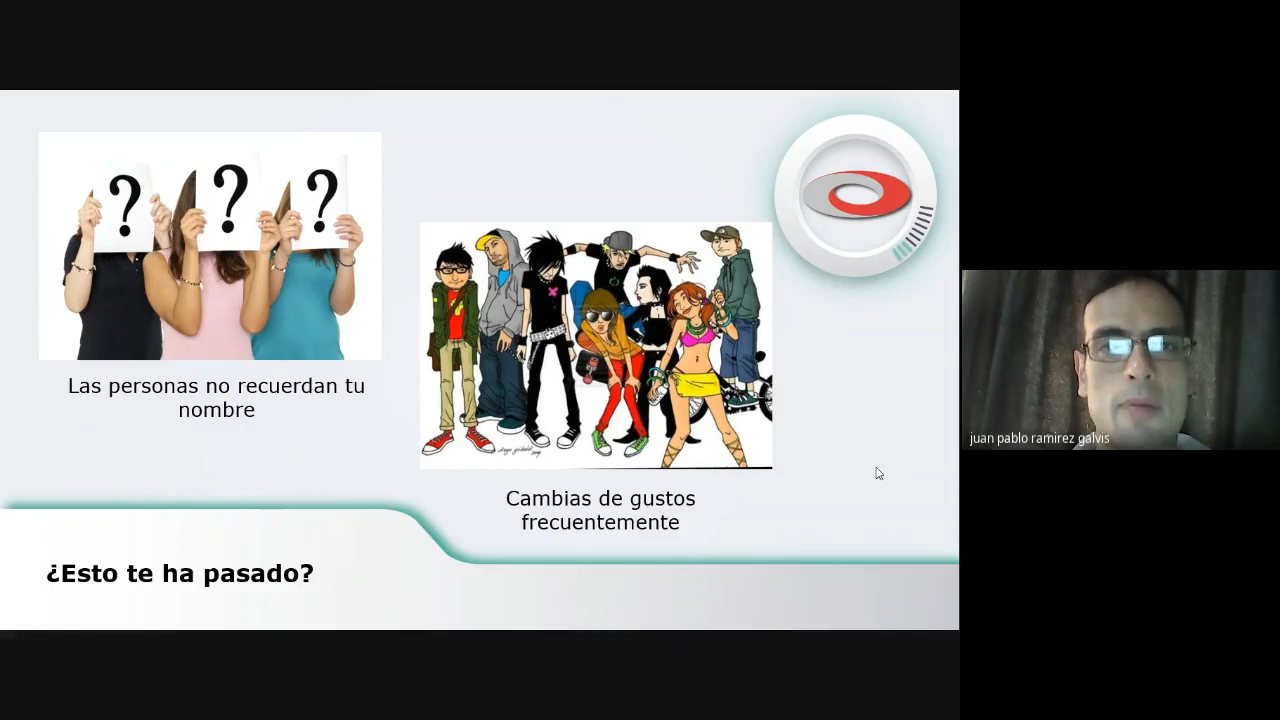 ?
?
?
Las personas no recuerdan tu
nombre
Cambias de gustos
frecuentemente
¿Esto te ha pasado?
juan pablo ramirez galvis